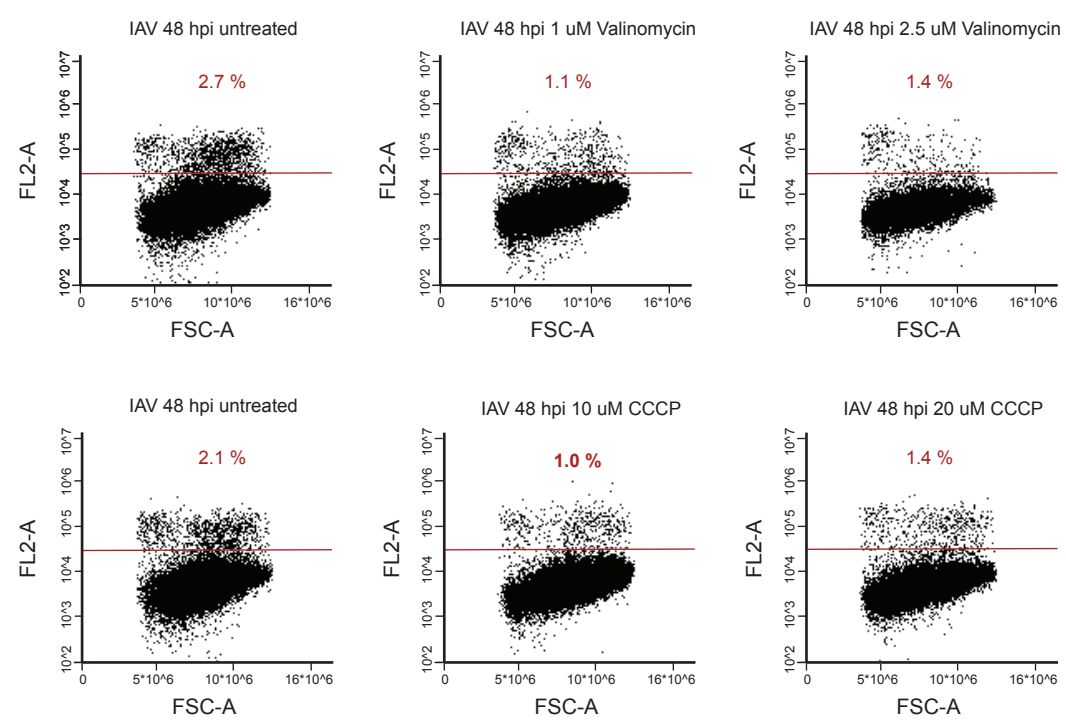 IAV 48 hpi untreated
2.7 %
FL2-A
10^7
10^6
10^5
10^4
10^3
10^2
0 5*10^6 10*10^6 16*10^6
FSC-A
IAV 48 hpi 1 uM Valinomycin
1.1 %
FL2-A
10^7
10^6
10^5
10^4
10^3
10^2
0 5*10^6 10*10^6 16*10^6
FSC-A
IAV 48 hpi 2.5 uM Valinomycin
1.4 %
FL2-A
10^7
10^6
10^5
10^4
10^3
10^2
0 5*10^6 10*10^6 16*10^6
FSC-A
IAV 48 hpi untreated
2.1 %
FL2-A
10^7
10^6
10^5
10^4
10^3
10^2
0 5*10^6 10*10^6 16*10^6
FSC-A
IAV 48 hpi 10 uM CCCP
1.0 %
FL2-A
10^7
10^6
10^5
10^4
10^3
10^2
0 5*10^6 10*10^6 16*10^6
FSC-A
IAV 48 hpi 20 uM CCCP
1.4 %
FL2-A
10^7
10^6
10^5
10^4
10^3
10^2
0 5*10^6 10*10^6 16*10^6
FSC-A